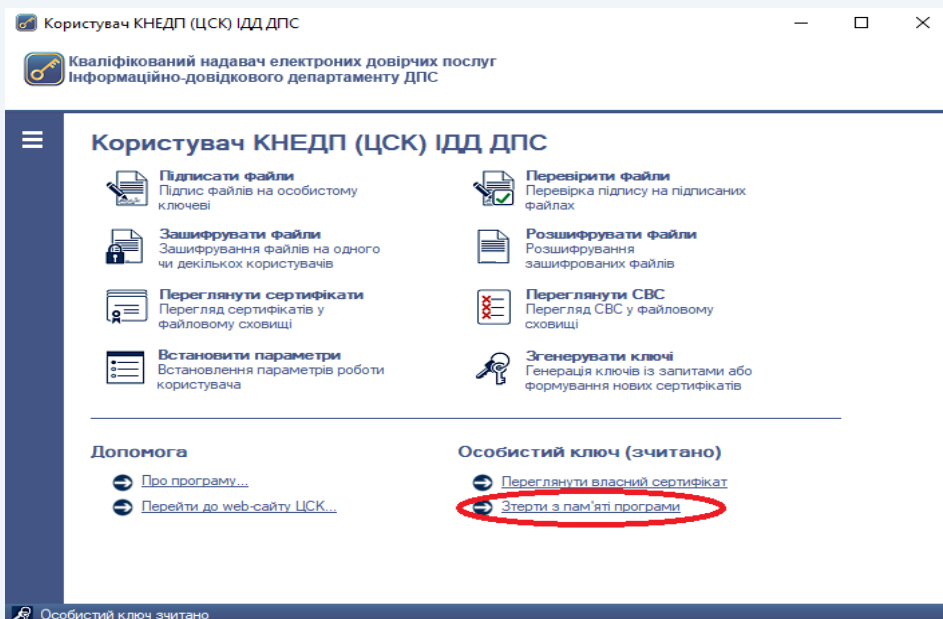 Користувач КНЕДП (ЦСК) ІДД ДПС
Кваліфікований надавач електроних довірчих послуг
Інформаційно-довідкового департаменту ДПС
Користувач КНЕДП (ЦСК) ІДД ДПС
Підписати файли
Підпис файлів на особистому
ключеві
Перевірити файли
Перевірка підпису на підписаних
файлах
Зашифрувати файли
Зашифрування файлів на одного
чи декількох користувачів
Розшифрувати файли
Розшифрування
зашифрованих файлів
Переглянути сертифікати
Перегляд сертифікатів у
файловому сховищі
Переглянути СВС
Перегляд СВС у файловому
сховищі
Встановити параметри
Встановлення параметрів роботи
користувача
Згенерувати ключі
Генерація ключів із запитами або
формування нових сертифікатів
Допомога
Про програму...
Перейти до web-сайту ЦСК...
Особистий ключ (зчитано)
Переглянути власний сертифікат
Зтерти з пам'яті програми
Особистий ключ зчитано